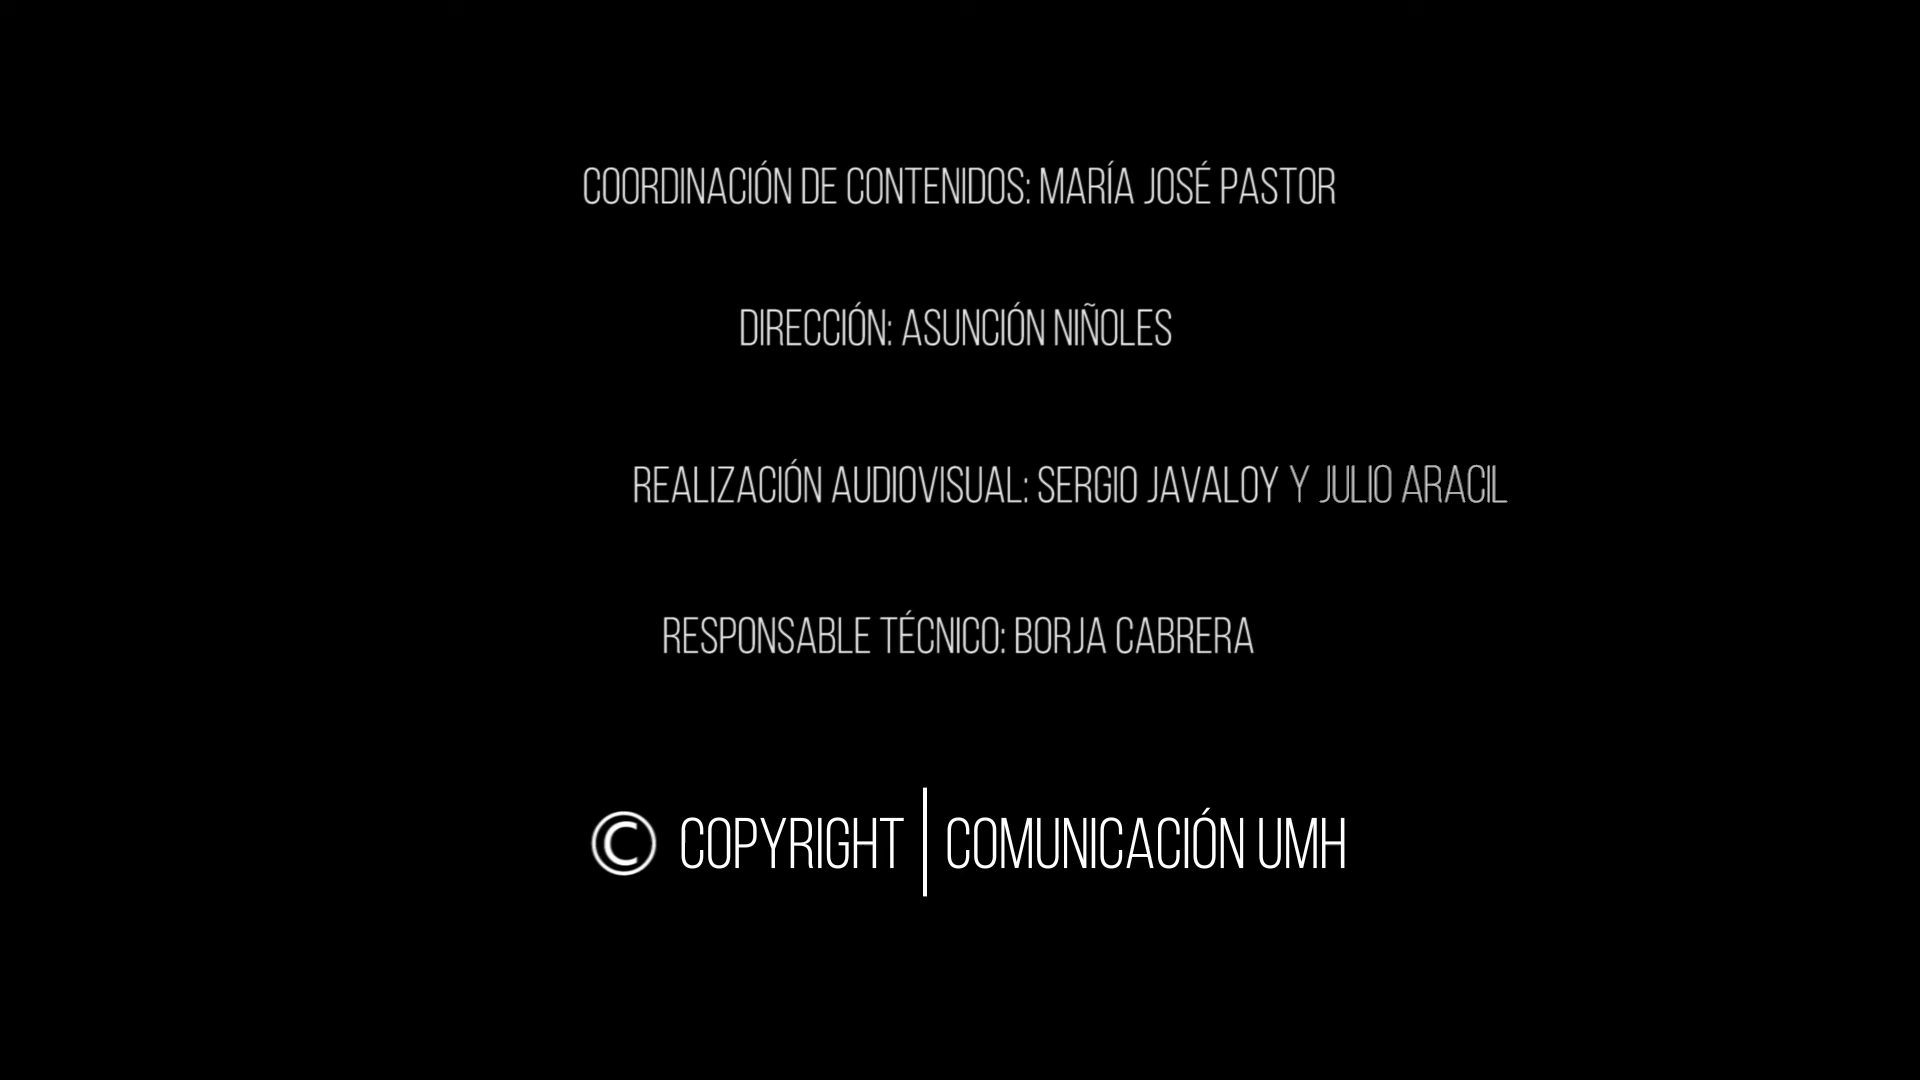 COORDINACIÓN DE CONTENIDOS: MARÍA JOSÉ PASTOR
DIRECCIÓN: ASUNCIÓN NIÑOLES
REALIZACIÓN AUDIOVISUAL: SERGIO JAVALOY Y JULIO ARACIL
RESPONSABLE TÉCNICO: BORJA CABRERA
© COPYRIGHT | COMUNICACIÓN UMH